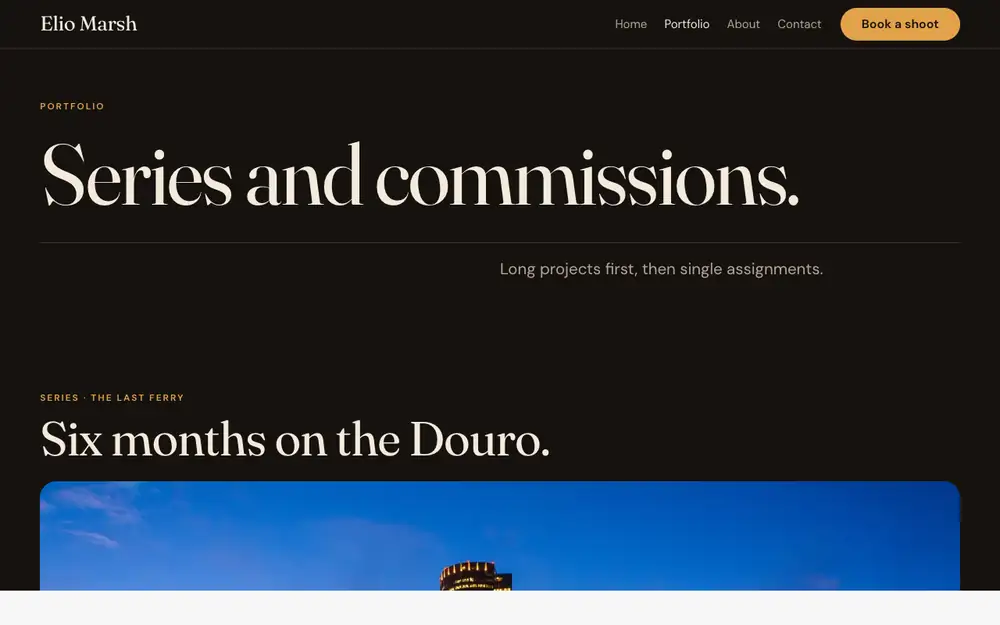 Elio Marsh
Home Portfolio About Contact Book a shoot
PORTFOLIO
Series and commissions.
Long projects first, then single assignments.
SERIES · THE LAST FERRY
Six months on the Douro.